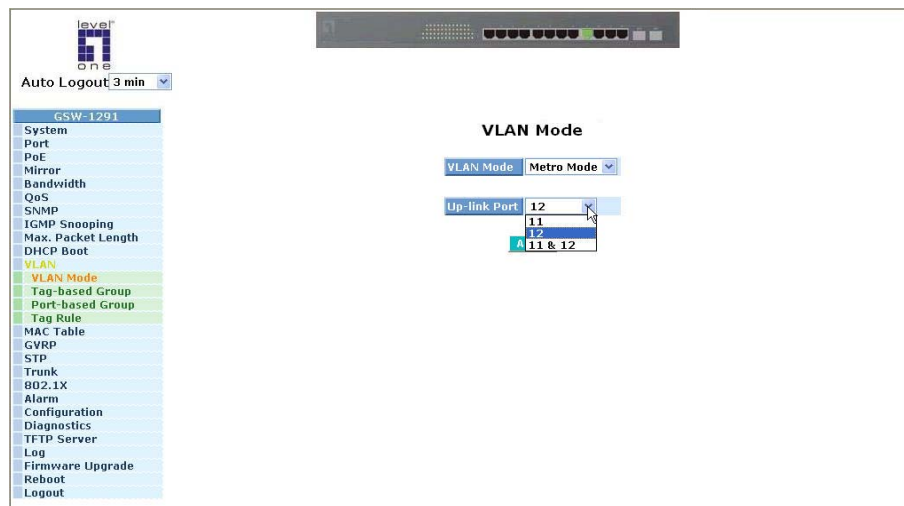 level
one
Auto Logout 3 min
GSW-1291
System
Port
PoE
Mirror
Bandwidth
QoS
SNMP
IGMP Snooping
Max. Packet Length
DHCP Boot
VLAN
VLAN Mode
Tag-based Group
Port-based Group
Tag Rule
MAC Table
GVRP
STP
Trunk
802.1X
Alarm
Configuration
Diagnostics
TFTP Server
Log
Firmware Upgrade
Reboot
Logout
VLAN Mode
VLAN Mode Metro Mode
Up-link Port 12
11
12
11 & 12